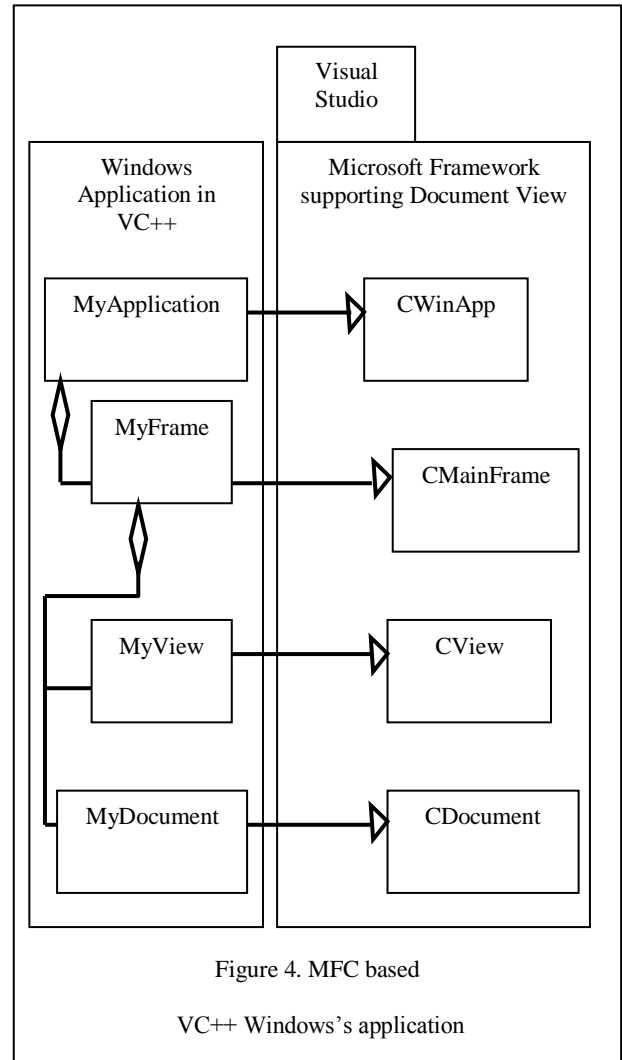 Visual
Studio
Windows
Application in
VC++
Microsoft Framework
supporting Document View
MyApplication
CWinApp
MyFrame
CMainFrame
MyView
CView
MyDocument
CDocument
Figure 4. MFC based
VC++ Windows’s application